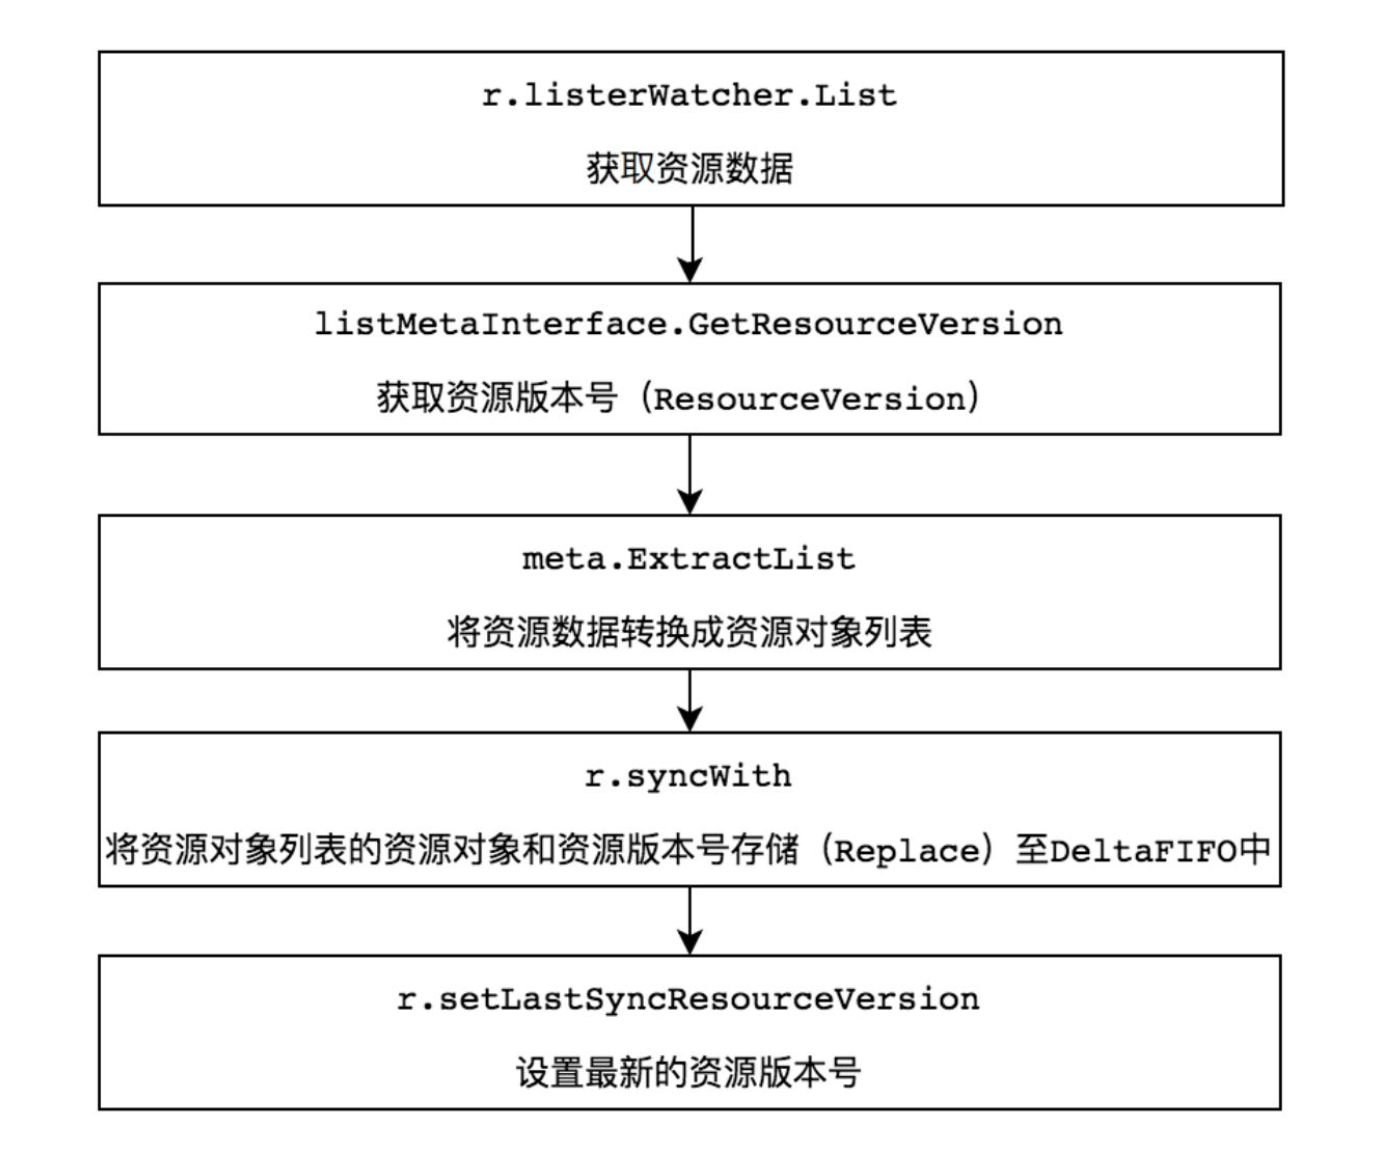 r.listerWatcher.List
获取资源数据
listMetaInterface.GetResourceVersion
获取资源版本号（ResourceVersion）
meta.ExtractList
将资源数据转换成资源对象列表
r.syncWith
将资源对象列表的资源对象和资源版本号存储（Replace）至DeltaFIFO中
r.setLastSyncResourceVersion
设置最新的资源版本号